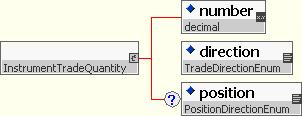 number
decimal
direction
TradeDirectionEnum
InstrumentTradeQuantity
?
position
PositionDirectionEnum